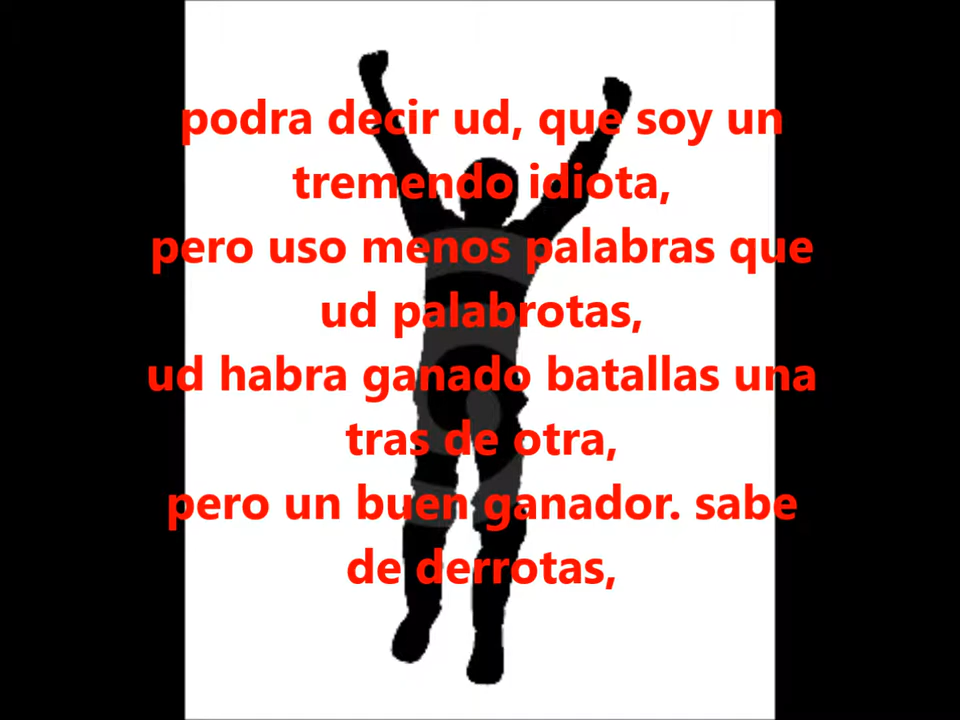 podra decir ud, que soy un
tremendo idiota,
pero uso menos palabras que
ud palabrotas,
ud habra ganado batallas una
tras de otra,
pero un buen ganador. sabe
de derrotas,